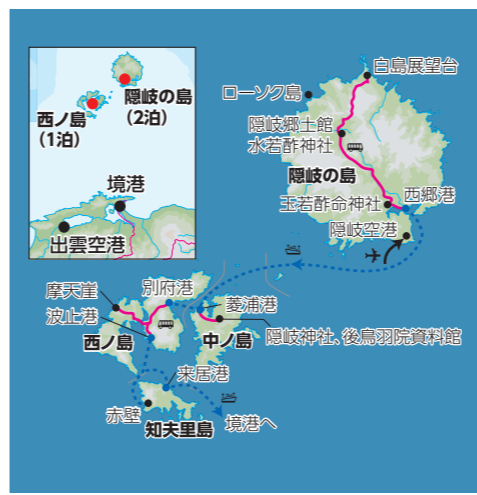 隠岐の島
(2泊)
西ノ島
(1泊)
境港
出雲空港
白島展望台
ローソク島
隠岐郷土館
水若酢神社
隠岐の島
西郷港
玉若酢命神社
隠岐空港
別府港
摩天崖
菱浦港
波止港
西ノ島
中ノ島
隠岐神社、後鳥羽院資料館
来居港
赤壁
境港へ
知夫里島